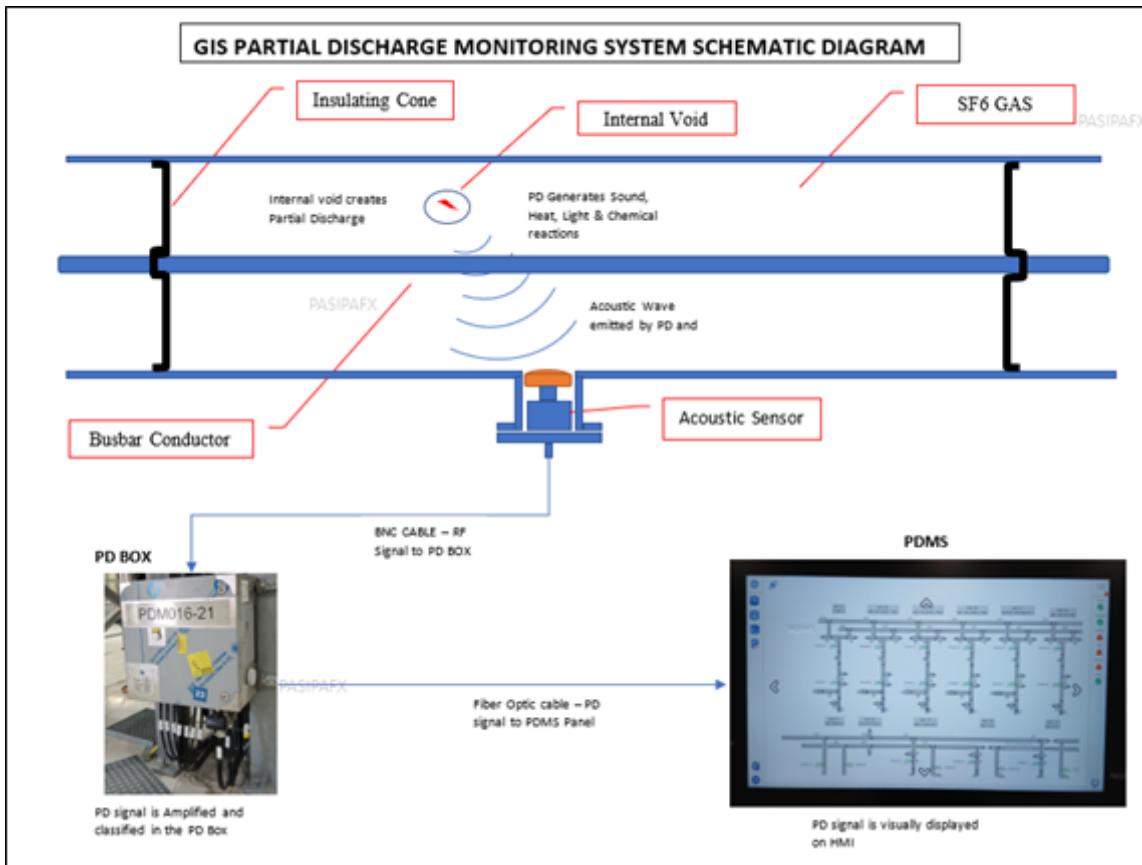 GIS PARTIAL DISCHARGE MONITORING SYSTEM SCHEMATIC DIAGRAM
Insulating Cone
Internal Void
SF6 GAS
PASIPAFX
Internal void creates
Partial Discharge
PD Generates Sound,
Heat, Light & Chemical
reactions
PASIPAFX
Acoustic Wave
emitted by PD and
Busbar Conductor
Acoustic Sensor
BNC CABLE – RF
Signal to PD BOX
PD BOX
PDMS
PDM016-21
PASIPAFX
Fiber Optic cable – PD
signal to PDMS Panel
PD signal is Amplified and
classified in the PD Box
PD signal is visually displayed
on HMI